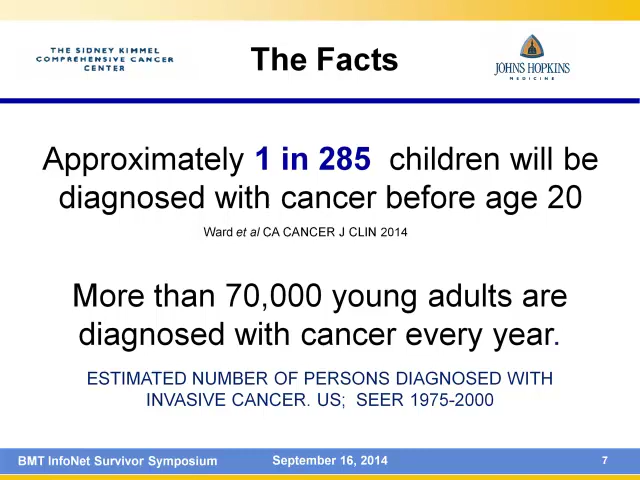 THE SIDNEY KIMMEL
COMPREHENSIVE CANCER
CENTER
The Facts
JOHNS HOPKINS
MEDICINE
Approximately 1 in 285 children will be
diagnosed with cancer before age 20
Ward et al CA CANCER J CLIN 2014
More than 70,000 young adults are
diagnosed with cancer every year.
ESTIMATED NUMBER OF PERSONS DIAGNOSED WITH
INVASIVE CANCER. US; SEER 1975-2000
BMT InfoNet Survivor Symposium
September 16, 2014
7